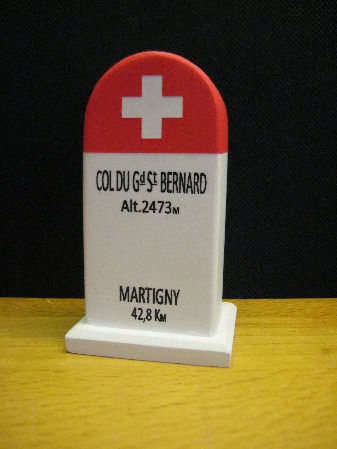 COL DU Gd St BERNARD
Alt.2473M
MARTIGNY
42,8 KM